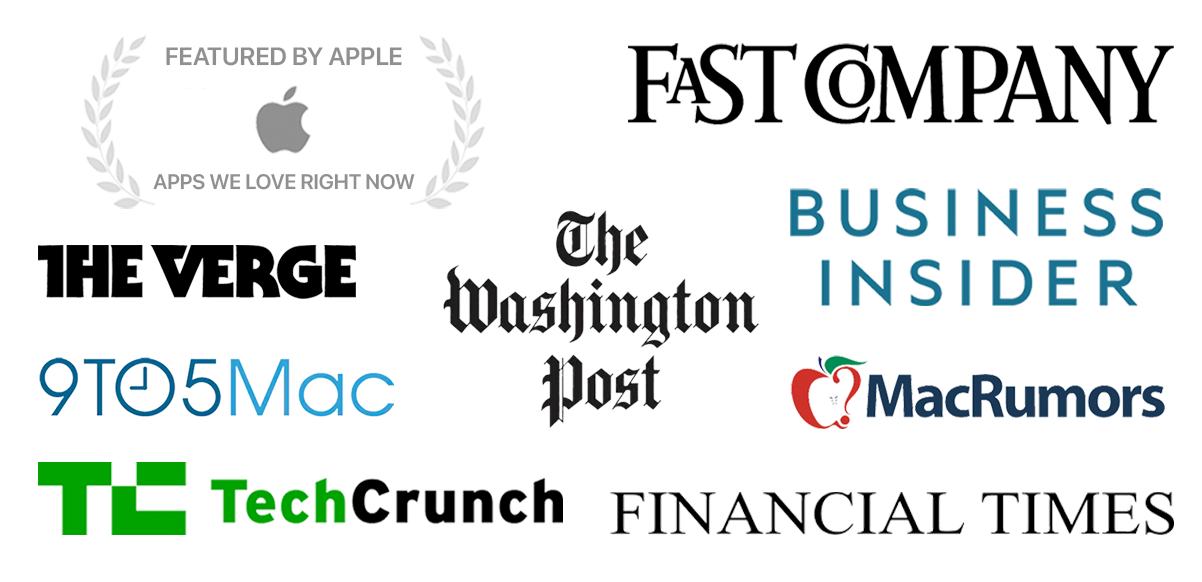 FEATURED BY APPLE
APPS WE LOVE RIGHT NOW
FAST COMPANY
BUSINESS
INSIDER
THE VERGE
The
Washington
Post
9TO5Mac
MacRumors
TC TechCrunch
FINANCIAL TIMES